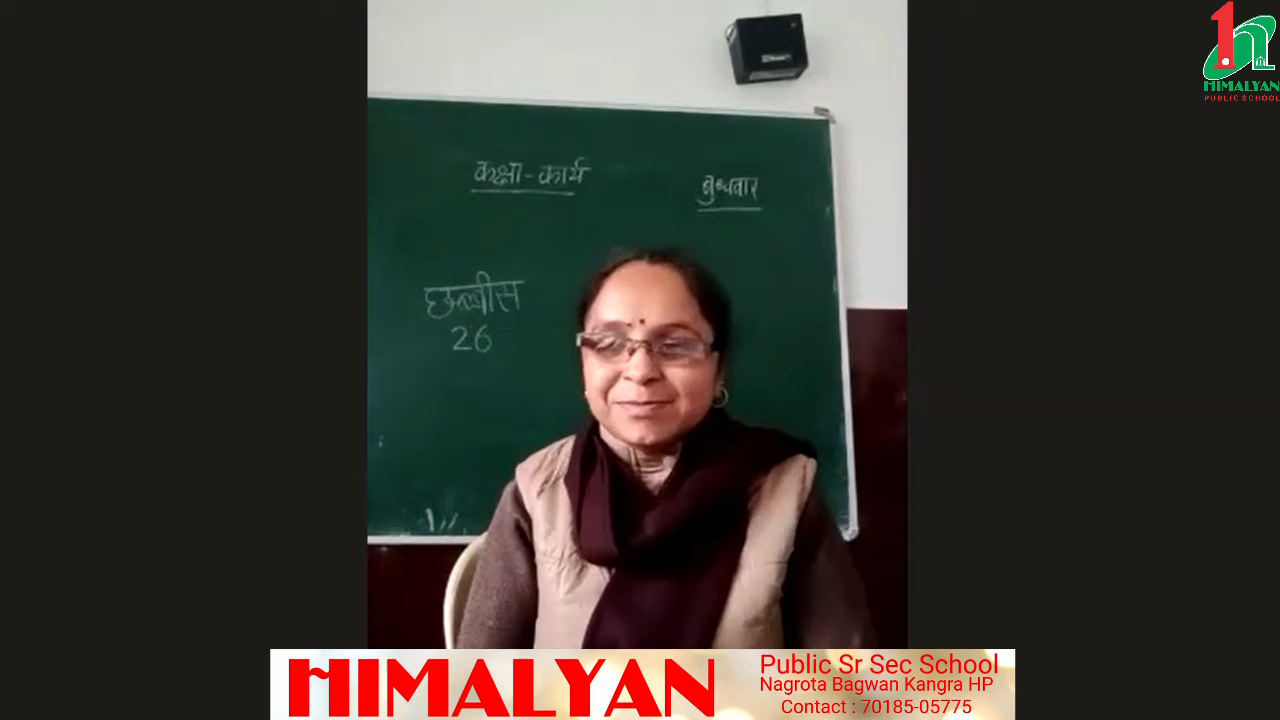 HIMALYAN
PUBLIC SCHOOL
कक्षा-कार्य
बुधवार
छब्बीस
26
HIMALYAN
Public Sr Sec School
Nagrota Bagwan Kangra HP
Contact : 70185-05775